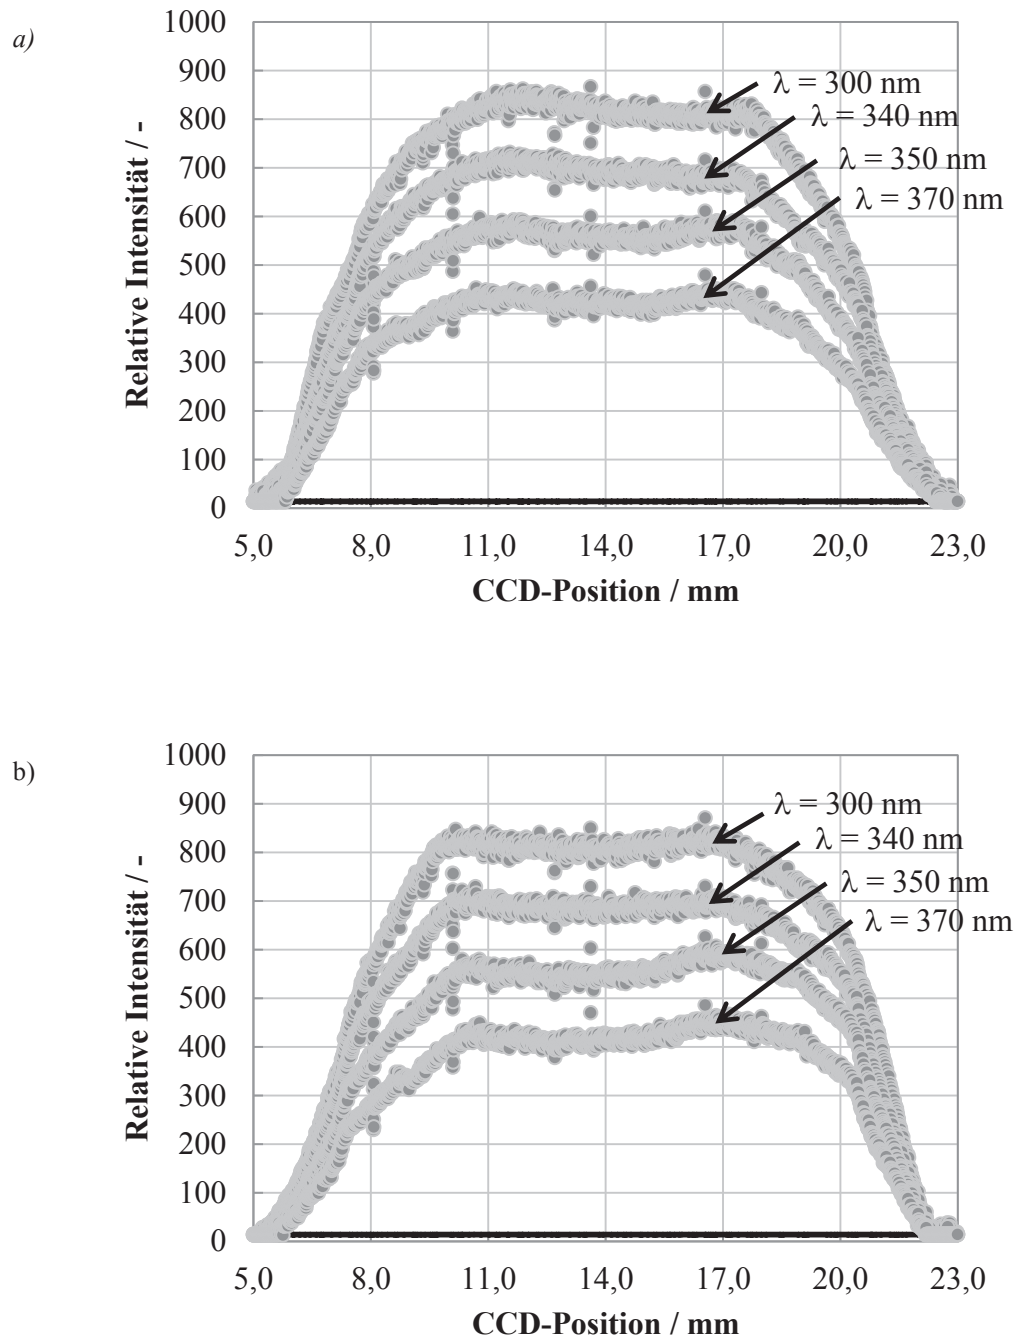 a)
Relative Intensität / -
1000
900
800
700
600
500
400
300
200
100
0
λ = 300 nm
λ = 340 nm
λ = 350 nm
λ = 370 nm
5,0 8,0 11,0 14,0 17,0 20,0 23,0
CCD-Position / mm
b)
Relative Intensität / -
1000
900
800
700
600
500
400
300
200
100
0
λ = 300 nm
λ = 340 nm
λ = 350 nm
λ = 370 nm
5,0 8,0 11,0 14,0 17,0 20,0 23,0
CCD-Position / mm